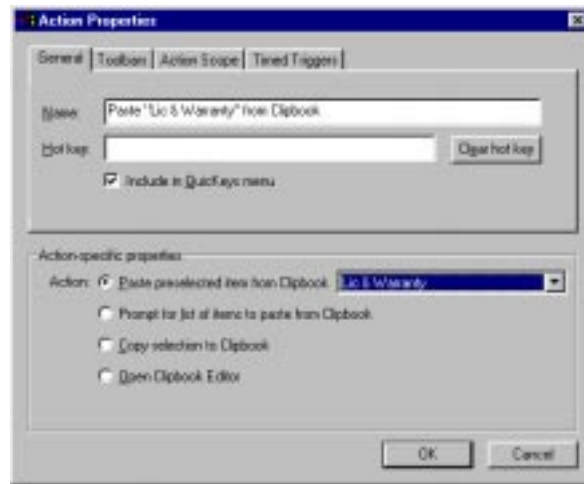 Action Properties
General Toolbars Action Scope Timed Triggers
Name: Paste "Lic & Warranty" from Clipbook
Hot key: Clear hot key
Include in QuicKeys menu
Action-specific properties
Action: Paste preselected item from Clipbook Lic & Warranty
Prompt for list of items to paste from Clipbook
Copy selection to Clipbook
Open Clipbook Editor
OK Cancel